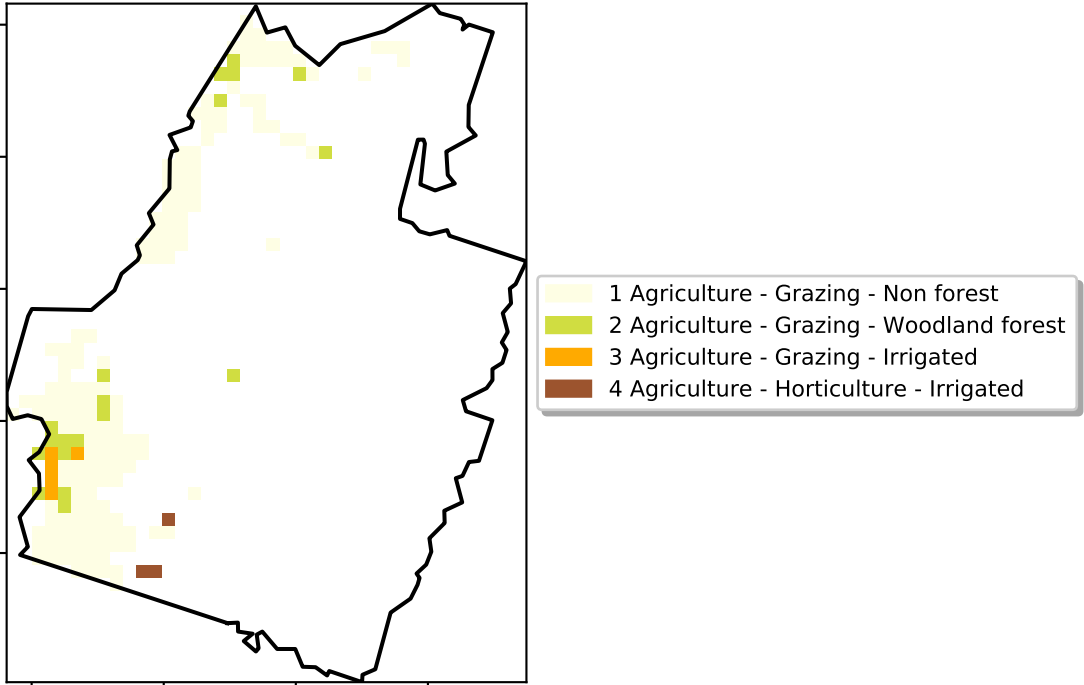 1 Agriculture - Grazing - Non forest
2 Agriculture - Grazing - Woodland forest
3 Agriculture - Grazing - Irrigated
4 Agriculture - Horticulture - Irrigated